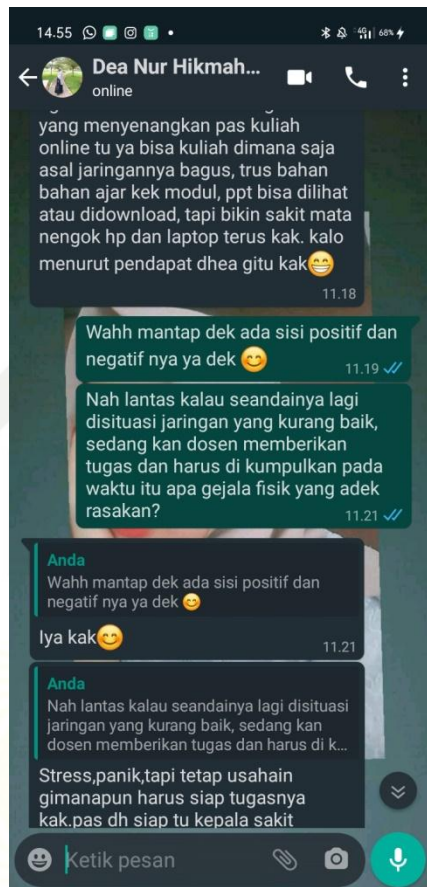 14.55
4G 68%
Dea Nur Hikmah...
online
yang menyenangkan pas kuliah
online tu ya bisa kuliah dimana saja
asal jaringannya bagus, trus bahan
bahan ajar kek modul, ppt bisa dilihat
atau didownload, tapi bikin sakit mata
nengok hp dan laptop terus kak. kalo
menurut pendapat dhea gitu kak😁
11.18
Wahh mantap dek ada sisi positif dan
negatif nya ya dek 😊
11.19
Nah lantas kalau seandainya lagi
disituasi jaringan yang kurang baik,
sedang kan dosen memberikan
tugas dan harus di kumpulkan pada
waktu itu apa gejala fisik yang adek
rasakan?
11.21
Anda
Wahh mantap dek ada sisi positif dan
negatif nya ya dek 😊
Iya kak😊
11.21
Anda
Nah lantas kalau seandainya lagi disituasi
jaringan yang kurang baik, sedang kan
dosen memberikan tugas dan harus di k...
Stress,panik,tapi tetap usahain
gimanapun harus siap tugasnya
kak.pas dh siap tu kepala sakit
Ketik pesan